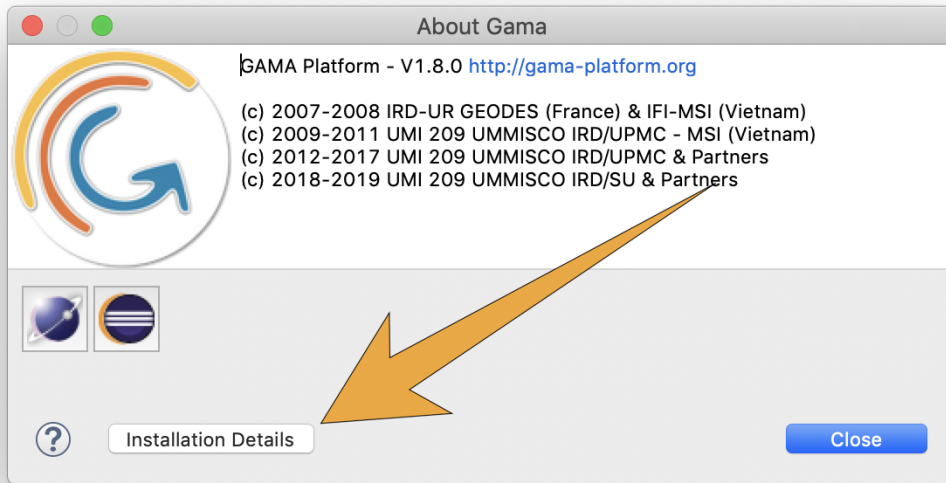 About Gama
GAMA Platform - V1.8.0 http://gama-platform.org
(c) 2007-2008 IRD-UR GEODES (France) & IFI-MSI (Vietnam)
(c) 2009-2011 UMI 209 UMMISCO IRD/UPMC - MSI (Vietnam)
(c) 2012-2017 UMI 209 UMMISCO IRD/UPMC & Partners
(c) 2018-2019 UMI 209 UMMISCO IRD/SU & Partners
? Installation Details Close